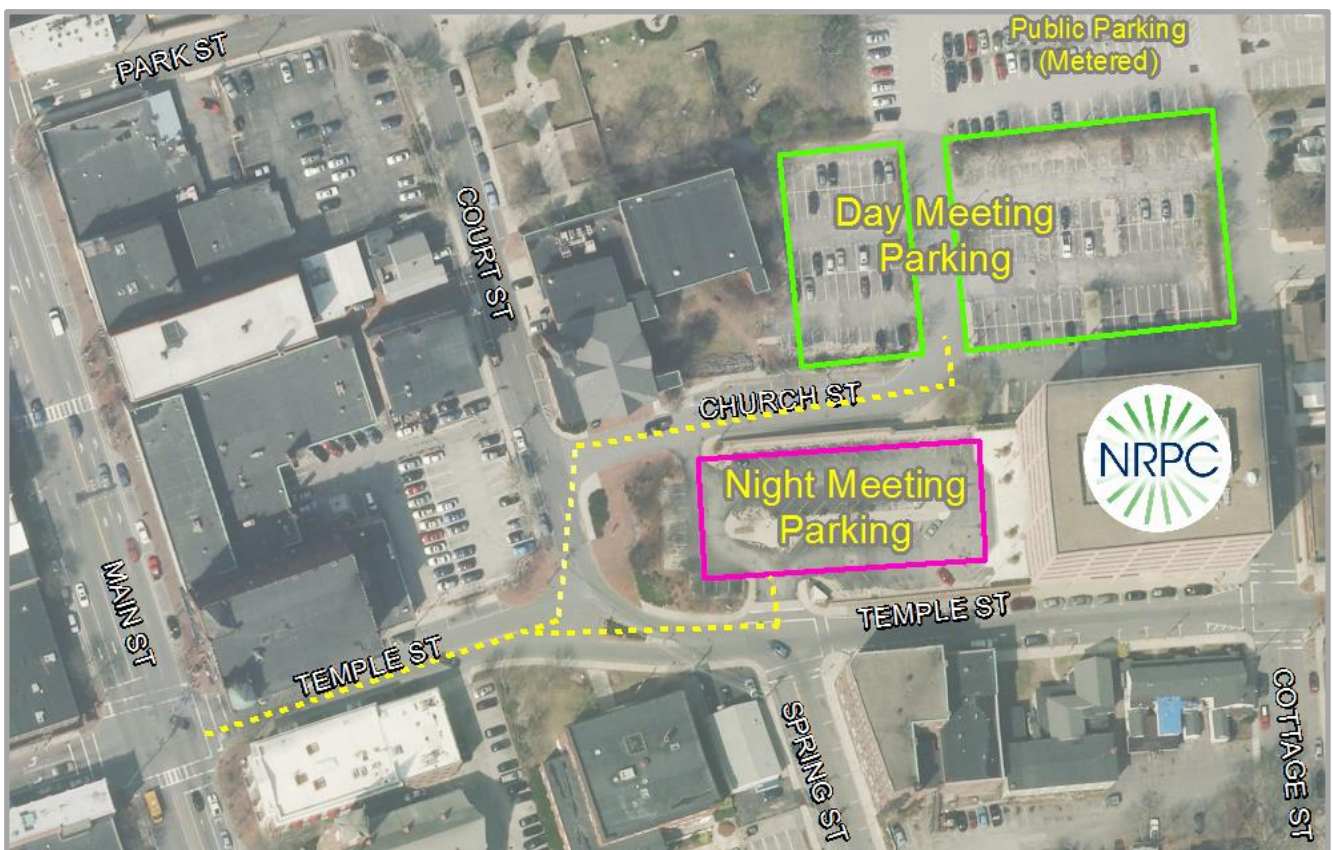 PARK ST
Public Parking
(Metered)
COURT ST
Day Meeting
Parking
CHURCH ST
NRPC
Night Meeting
Parking
MAIN ST
TEMPLE ST
TEMPLE ST
SPRING ST
COTTAGE ST